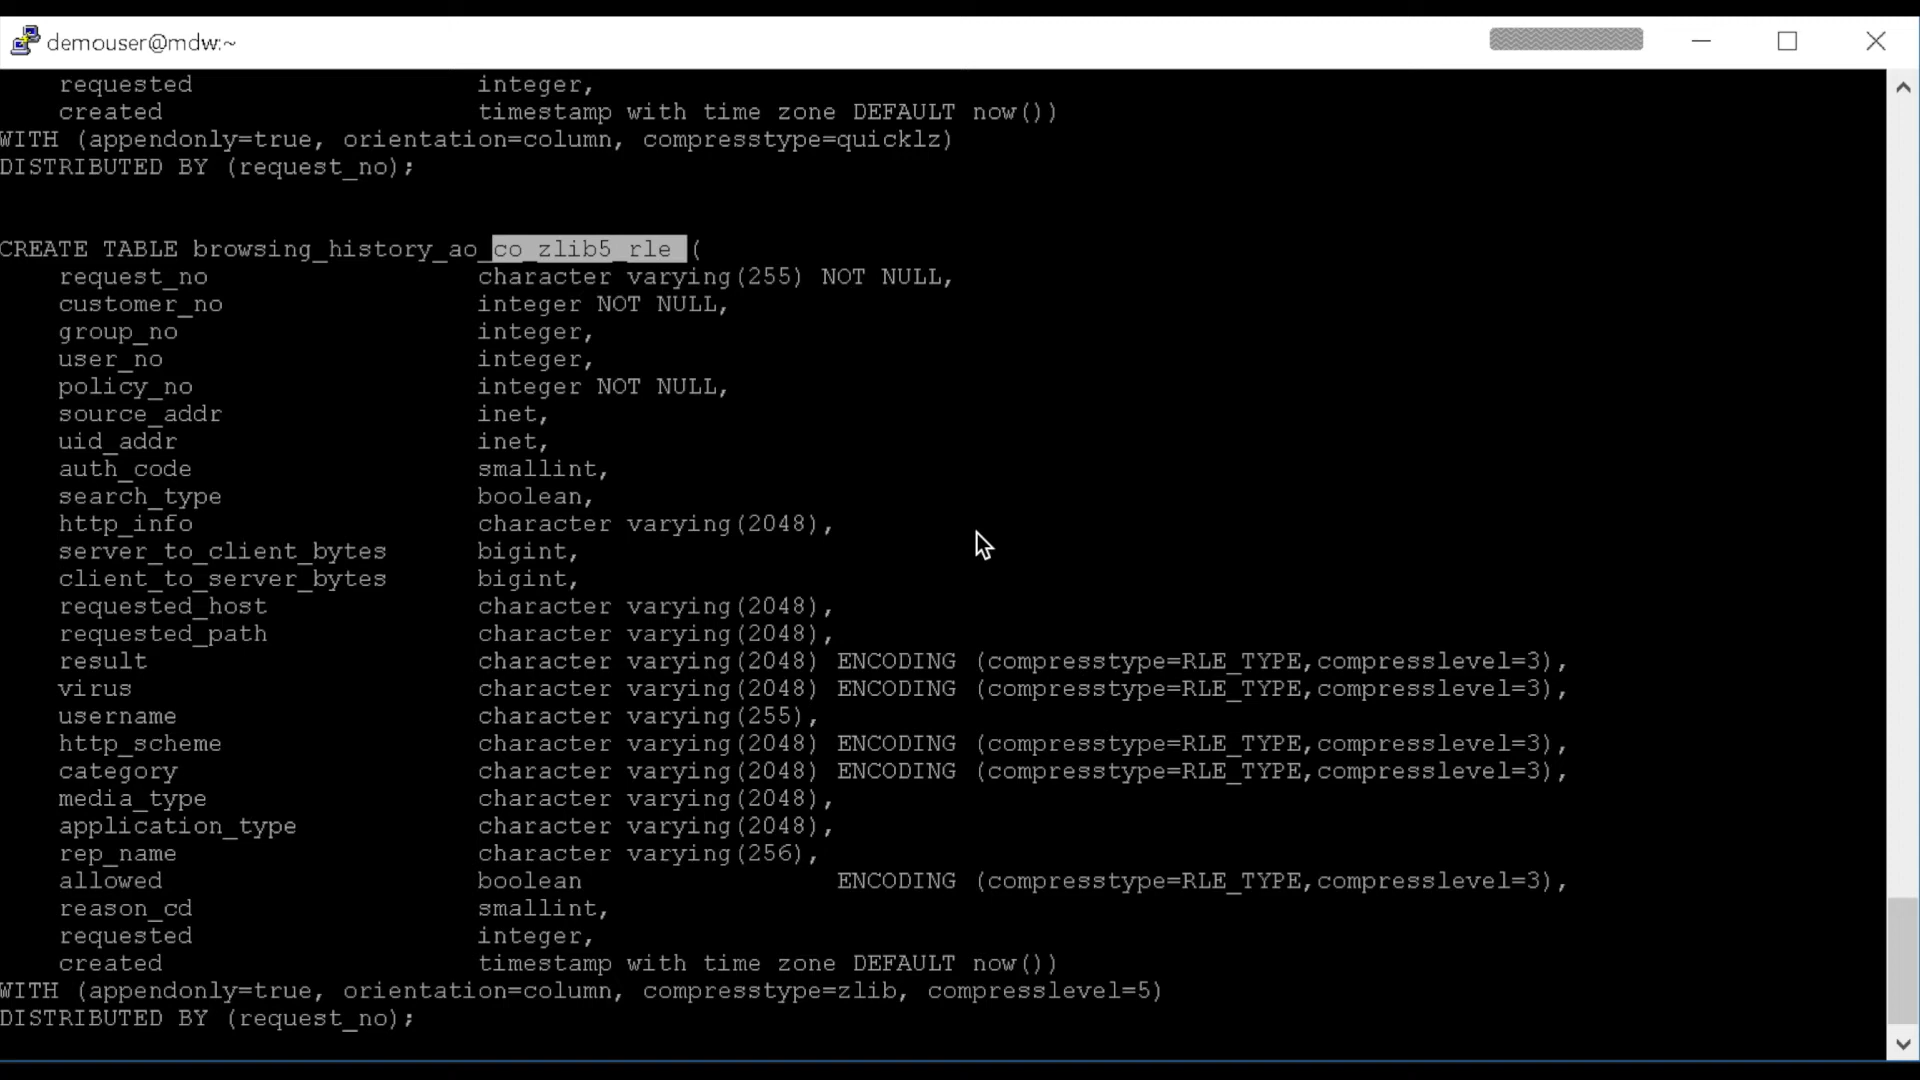 demouser@mdw:~
requested integer,
created timestamp with time zone DEFAULT now())
WITH (appendonly=true, orientation=column, compresstype=quicklz)
DISTRIBUTED BY (request_no);
CREATE TABLE browsing_history_ao_co_zlib5_rle (
request_no character varying(255) NOT NULL,
customer_no integer NOT NULL,
group_no integer,
user_no integer,
policy_no integer NOT NULL,
source_addr inet,
uid_addr inet,
auth_code smallint,
search_type boolean,
http_info character varying(2048),
server_to_client_bytes bigint,
client_to_server_bytes bigint,
requested_host character varying(2048),
requested_path character varying(2048),
result character varying(2048) ENCODING (compresstype=RLE_TYPE,compresslevel=3),
virus character varying(2048) ENCODING (compresstype=RLE_TYPE,compresslevel=3),
username character varying(255),
http_scheme character varying(2048) ENCODING (compresstype=RLE_TYPE,compresslevel=3),
category character varying(2048) ENCODING (compresstype=RLE_TYPE,compresslevel=3),
media_type character varying(2048),
application_type character varying(2048),
rep_name character varying(256),
allowed boolean ENCODING (compresstype=RLE_TYPE,compresslevel=3),
reason_cd smallint,
requested integer,
created timestamp with time zone DEFAULT now())
WITH (appendonly=true, orientation=column, compresstype=zlib, compresslevel=5)
DISTRIBUTED BY (request_no);